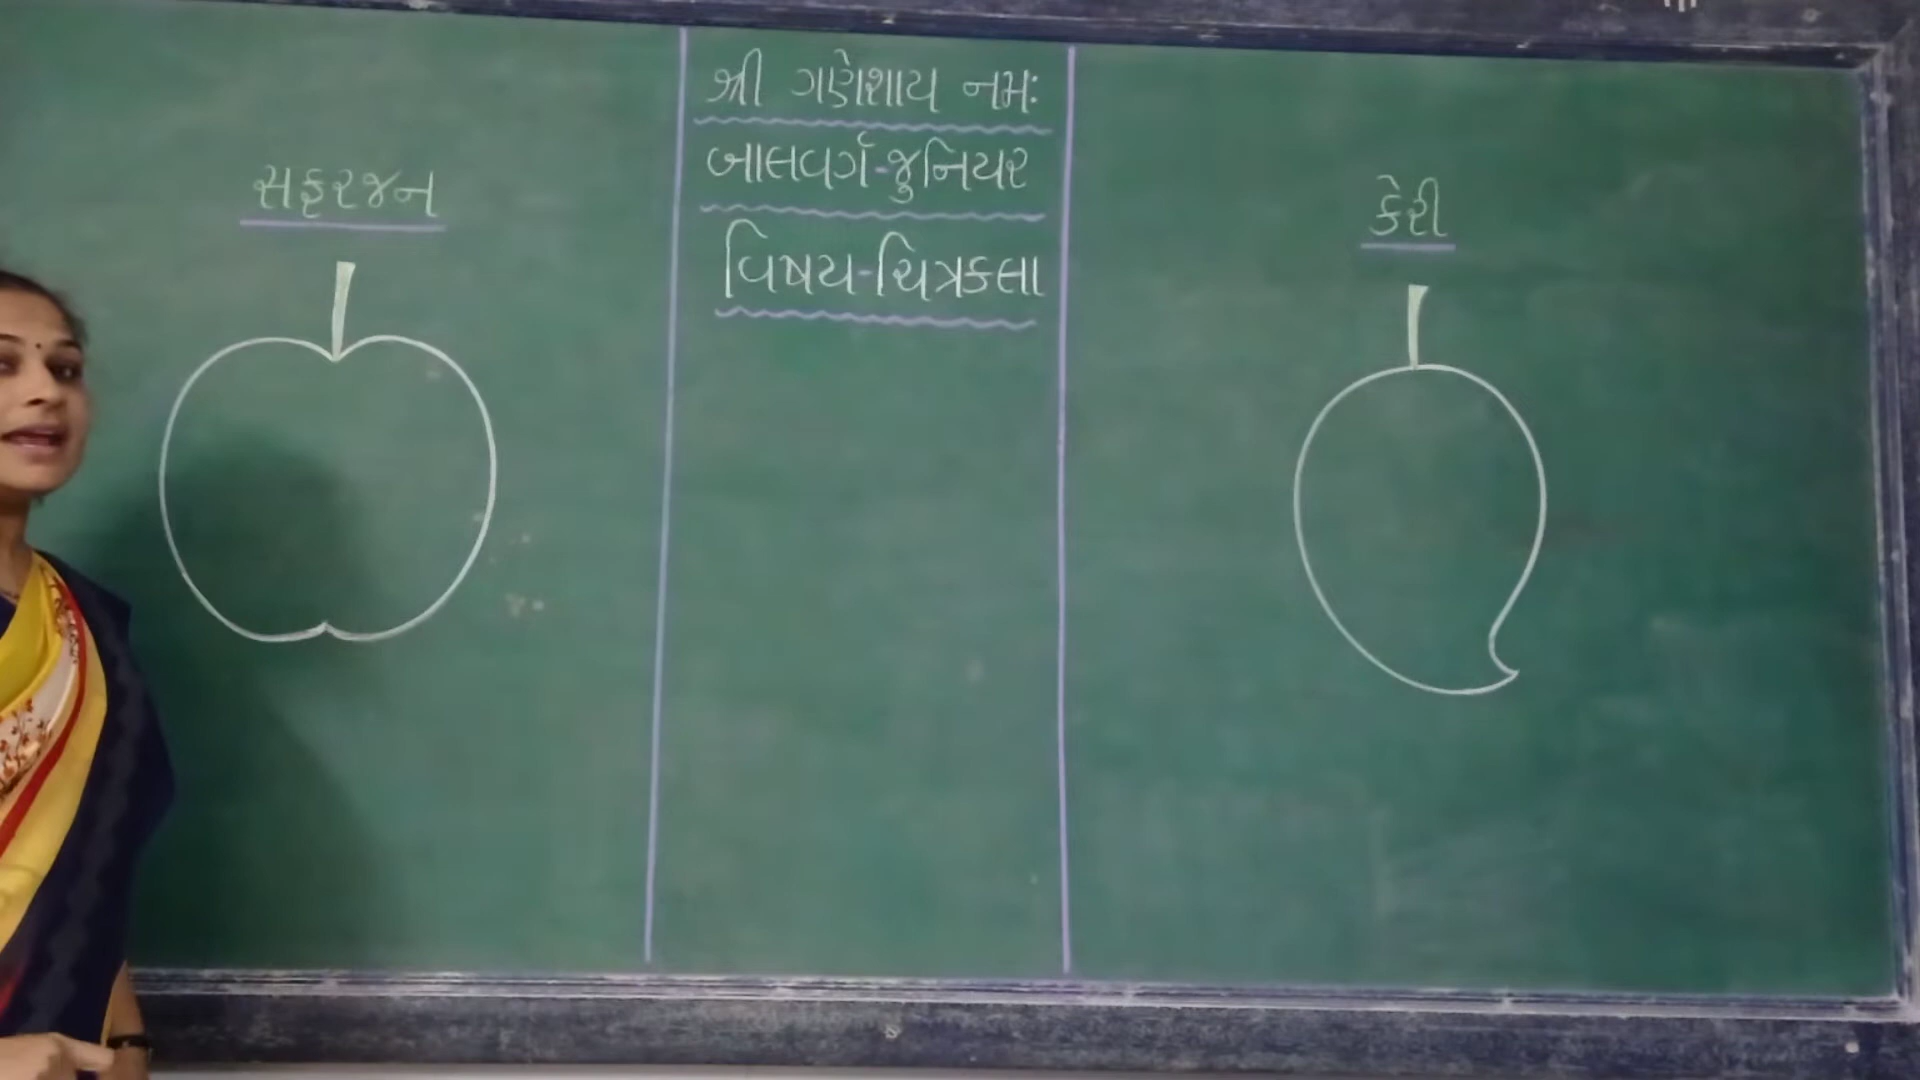 શ્રી ગણેશાય નમઃ
બાલવર્ગ-જુનિયર
વિષય-ચિત્રકલા
સફરજન
કેરી